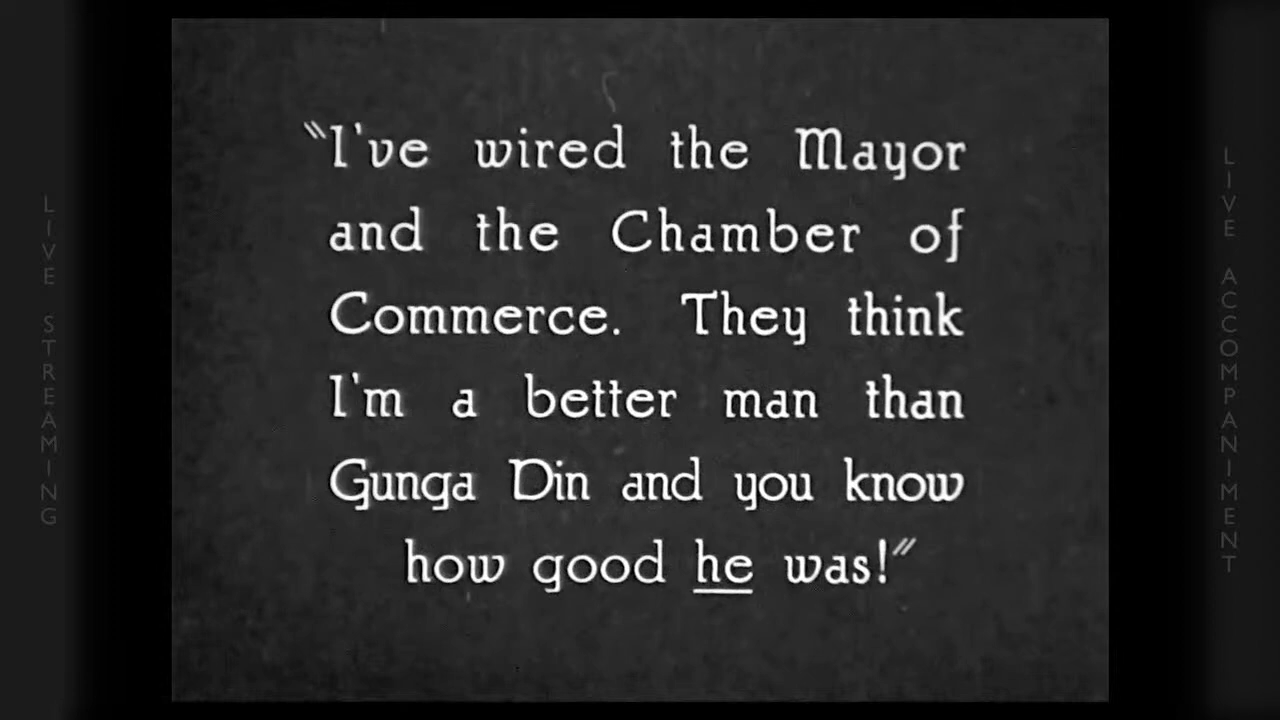 "I've wired the Mayor
and the Chamber of
Commerce. They think
I'm a better man than
Gunga Din and you know
how good he was!"
LIVE STREAMING
LIVE ACCOMPANIMENT